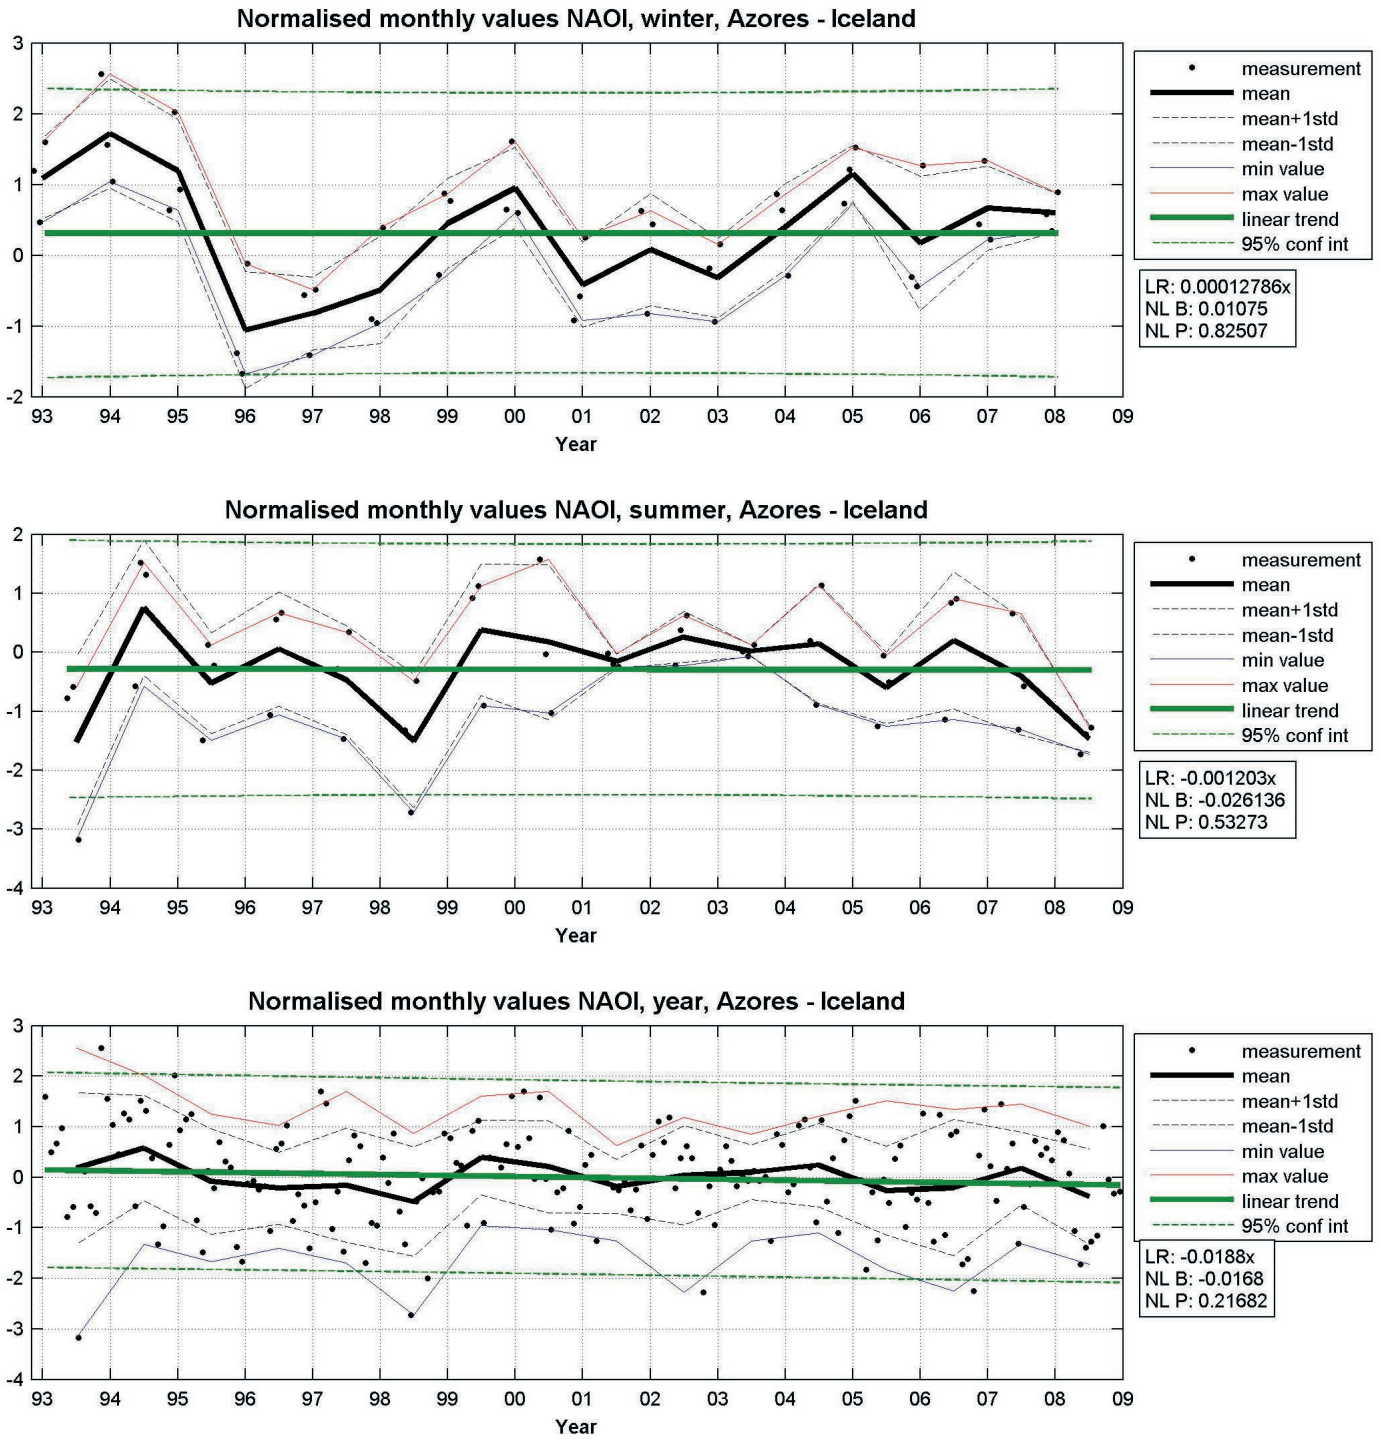 Normalised monthly values NAOI, winter, Azores - Iceland
3
2
1
0
-1
-2
93 94 95 96 97 98 99 00 01 02 03 04 05 06 07 08 09
Year
measurement
mean
mean+1std
mean-1std
min value
max value
linear trend
95% conf int
LR: 0.00012786x
NL B: 0.01075
NL P: 0.82507
Normalised monthly values NAOI, summer, Azores - Iceland
2
1
0
-1
-2
-3
-4
93 94 95 96 97 98 99 00 01 02 03 04 05 06 07 08 09
Year
measurement
mean
mean+1std
mean-1std
min value
max value
linear trend
95% conf int
LR: -0.001203x
NL B: -0.026136
NL P: 0.53273
Normalised monthly values NAOI, year, Azores - Iceland
3
2
1
0
-1
-2
-3
-4
93 94 95 96 97 98 99 00 01 02 03 04 05 06 07 08 09
Year
measurement
mean
mean+1std
mean-1std
min value
max value
linear trend
95% conf int
LR: -0.0188x
NL B: -0.0168
NL P: 0.21682